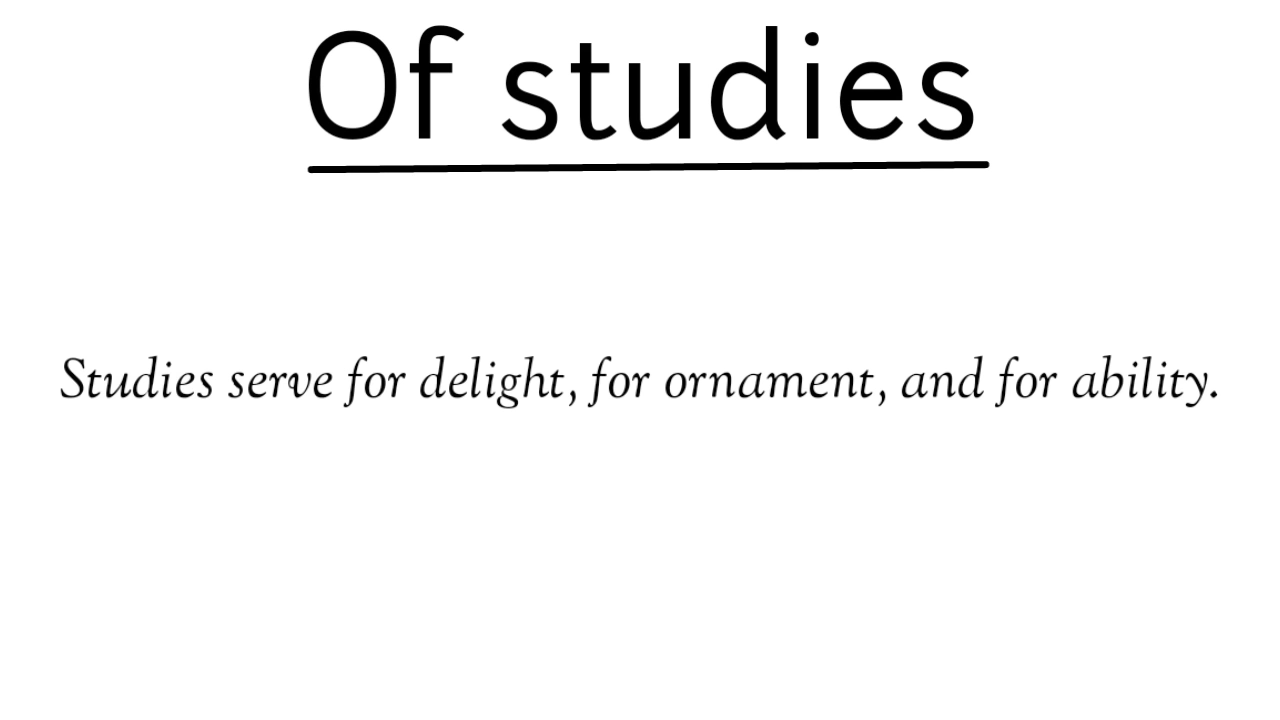 Of studies
Studies serve for delight, for ornament, and for ability.